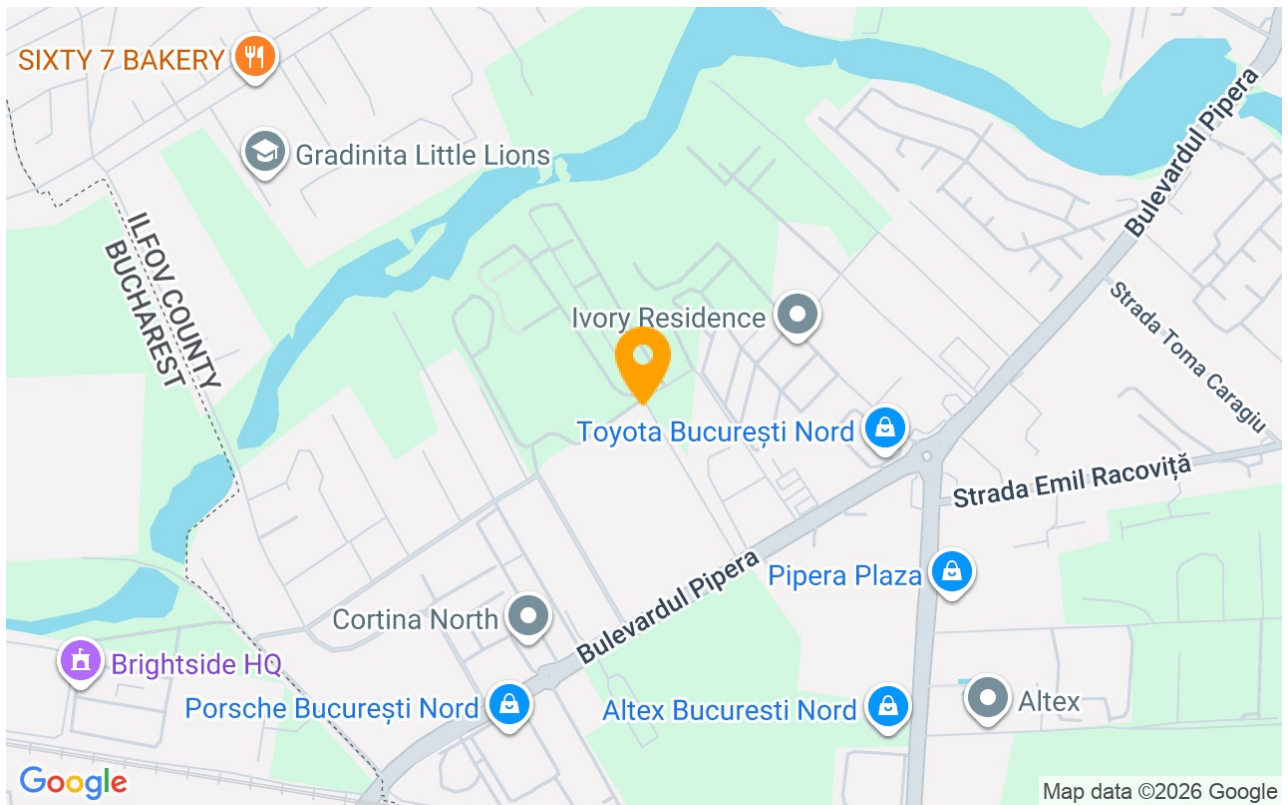 SIXTY 7 BAKERY
Gradinita Little Lions
Bulevardul Pipera
ILFOV COUNTY
BUCHAREST
Ivory Residence
Strada Toma Caragiu
Toyota București Nord
Strada Emil Racoviță
Pipera Plaza
Bulevardul Pipera
Cortina North
Brightside HQ
Porsche București Nord
Altex Bucuresti Nord
Altex
Google
Map data ©2026 Google